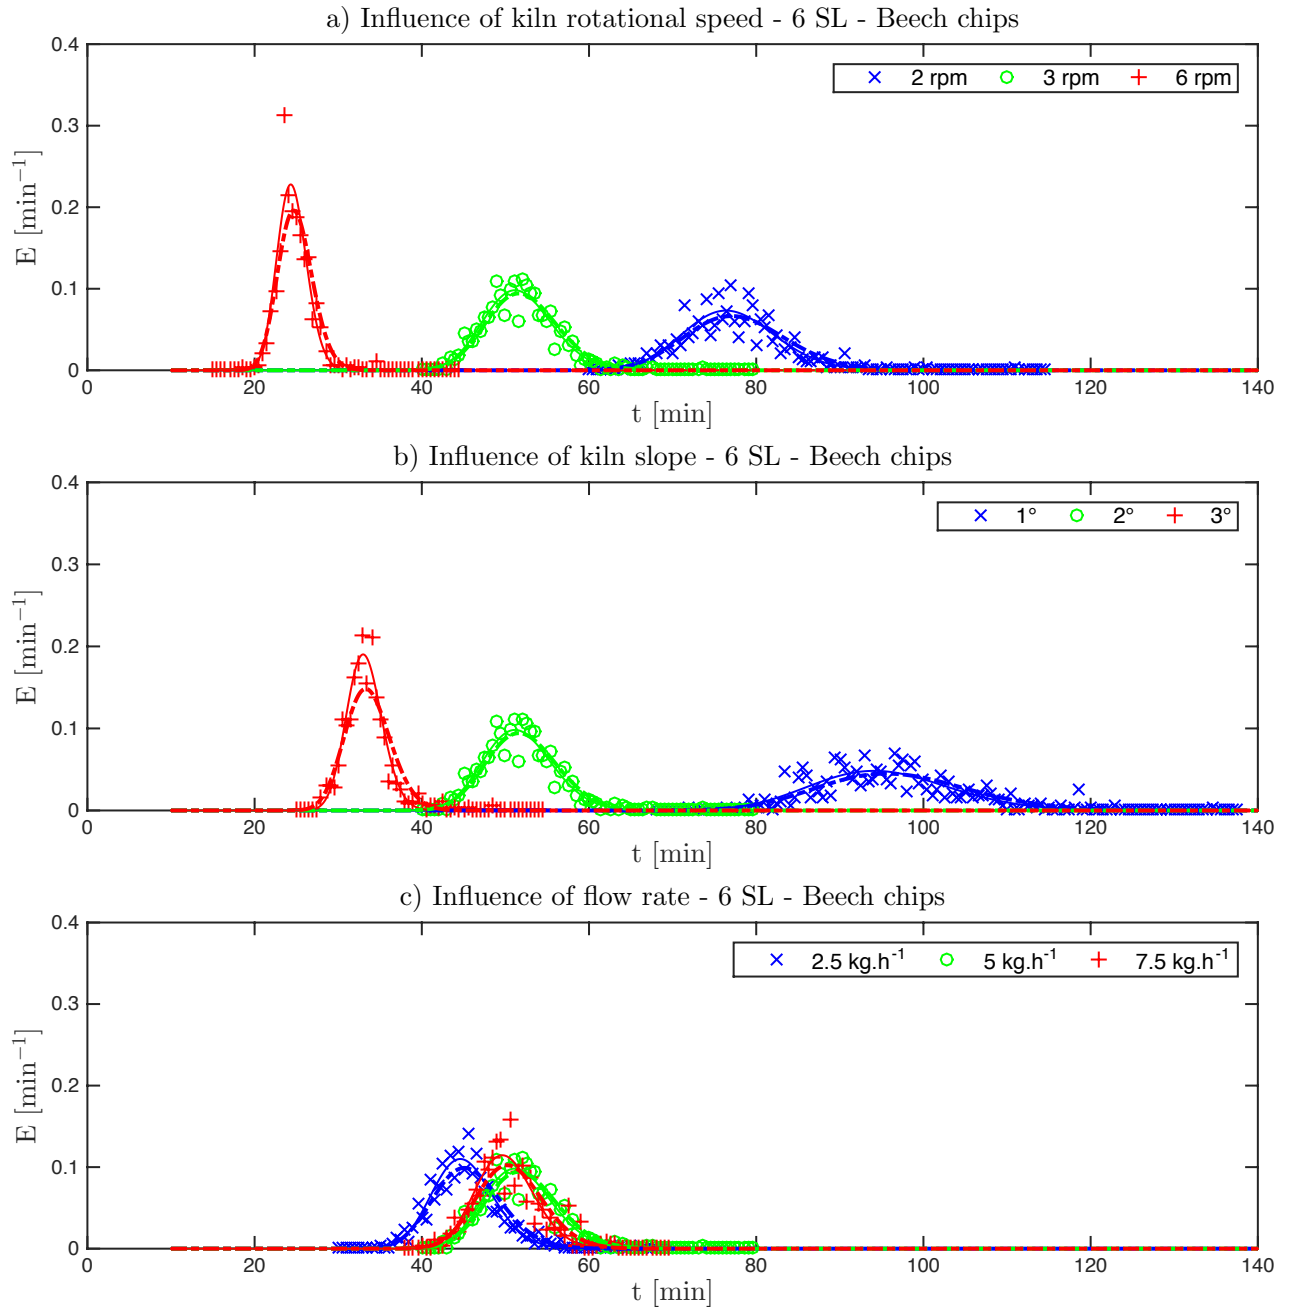 a) Influence of kiln rotational speed - 6 SL - Beech chips
0.4
2 rpm 3 rpm 6 rpm
0.3
E [min⁻¹]
0.2
0.1
0
0 20 40 60 80 100 120 140
t [min]
b) Influence of kiln slope - 6 SL - Beech chips
0.4
1° 2° 3°
0.3
E [min⁻¹]
0.2
0.1
0
0 20 40 60 80 100 120 140
t [min]
c) Influence of flow rate - 6 SL - Beech chips
0.4
2.5 kg.h⁻¹ 5 kg.h⁻¹ 7.5 kg.h⁻¹
0.3
E [min⁻¹]
0.2
0.1
0
0 20 40 60 80 100 120 140
t [min]